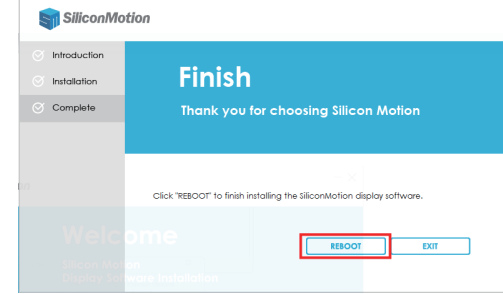 SiliconMotion
Introduction
Installation
Complete
Finish
Thank you for choosing Silicon Motion
Click "REBOOT" to finish installing the SiliconMotion display software.
Welcome
Silicon Motion
Display Software Installation
REBOOT
EXIT